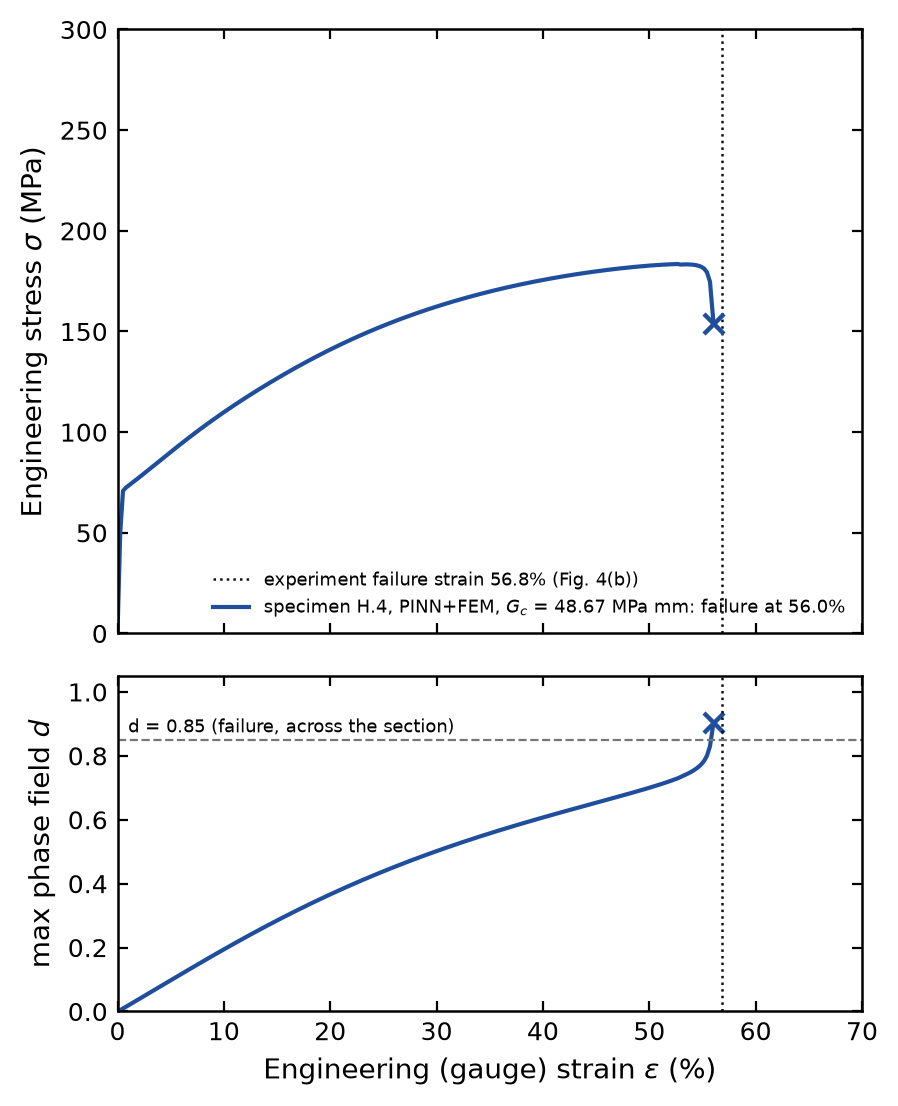 300
250
200
150
100
50
0
Engineering stress σ (MPa)
experiment failure strain 56.8% (Fig. 4(b))
specimen H.4, PINN+FEM, G_c = 48.67 MPa mm: failure at 56.0%
1.0
0.8
0.6
0.4
0.2
0.0
max phase field d
d = 0.85 (failure, across the section)
0 10 20 30 40 50 60 70
Engineering (gauge) strain ε (%)